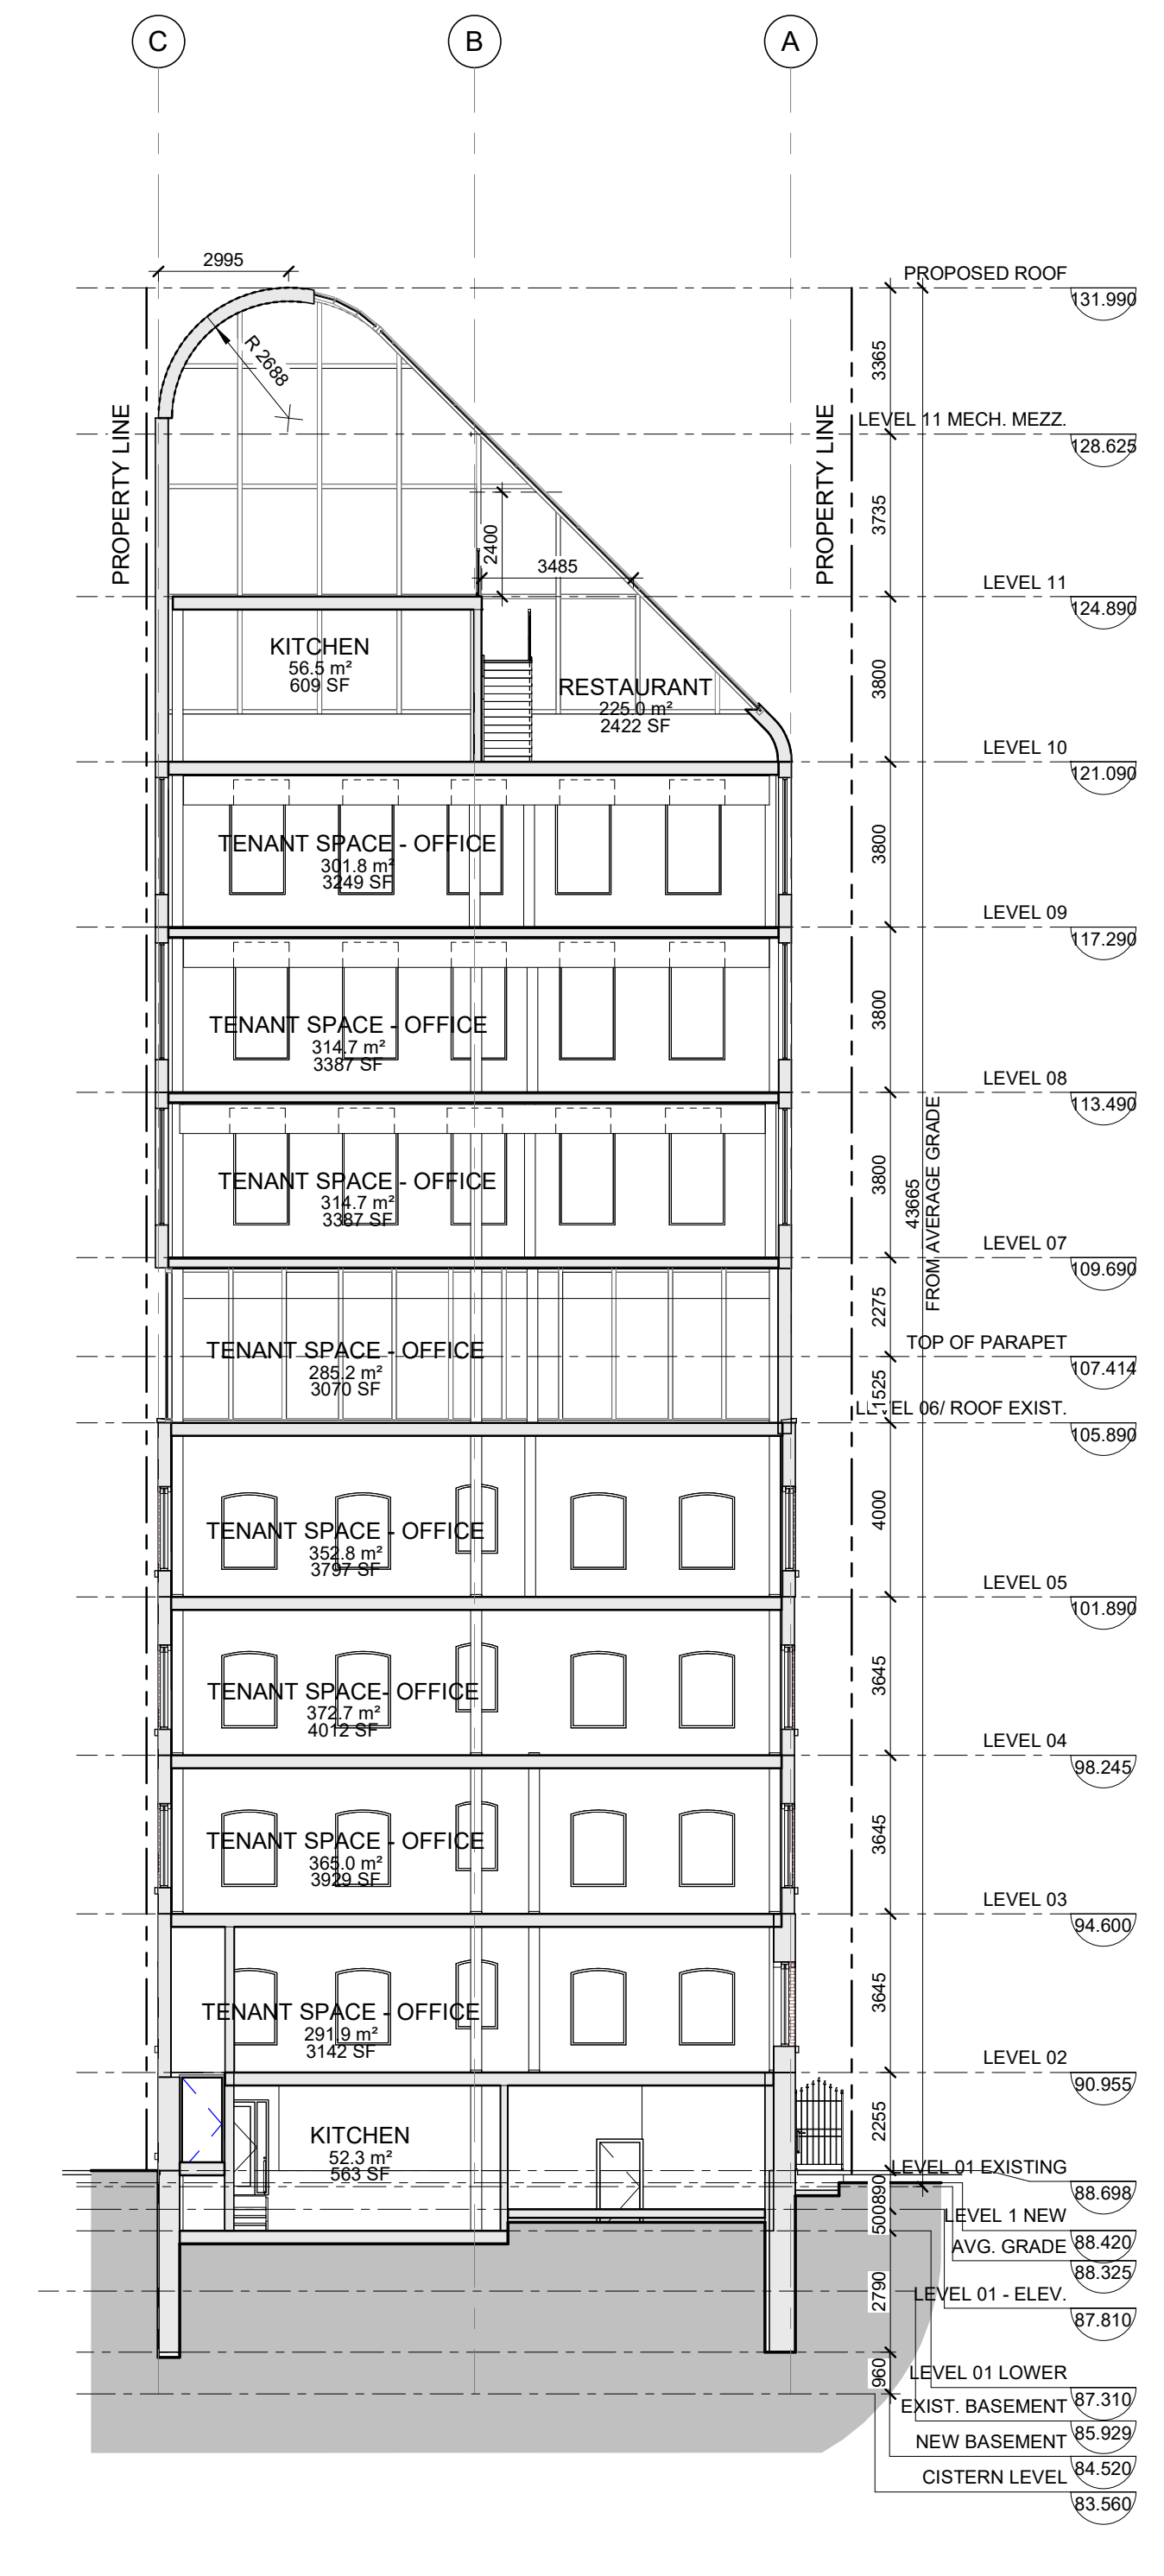 C
B
A
2995
PROPOSED ROOF
131.990
R 2688
3365
PROPERTY LINE
PROPERTY LINE
LEVEL 11 MECH. MEZZ.
128.625
3735
2400
3485
LEVEL 11
124.890
KITCHEN
56.5 m²
609 SF
3800
RESTAURANT
225.0 m²
2422 SF
LEVEL 10
121.090
TENANT SPACE - OFFICE
301.8 m²
3249 SF
3800
LEVEL 09
117.290
TENANT SPACE - OFFICE
314.7 m²
3387 SF
3800
LEVEL 08
113.490
TENANT SPACE - OFFICE
314.7 m²
3387 SF
3800
43665
FROM AVERAGE GRADE
LEVEL 07
109.690
2275
TENANT SPACE - OFFICE
285.2 m²
3070 SF
TOP OF PARAPET
107.414
1525
LEVEL 06/ ROOF EXIST.
105.890
TENANT SPACE - OFFICE
352.8 m²
3797 SF
4000
LEVEL 05
101.890
TENANT SPACE- OFFICE
372.7 m²
4012 SF
3645
LEVEL 04
98.245
TENANT SPACE - OFFICE
365.0 m²
3929 SF
3645
LEVEL 03
94.600
TENANT SPACE - OFFICE
291.9 m²
3142 SF
3645
LEVEL 02
90.955
KITCHEN
52.3 m²
563 SF
2255
LEVEL 01 EXISTING
88.698
890
500
LEVEL 1 NEW
88.420
AVG. GRADE
88.325
2790
LEVEL 01 - ELEV.
87.810
960
LEVEL 01 LOWER
87.310
EXIST. BASEMENT
85.929
NEW BASEMENT
84.520
CISTERN LEVEL
83.560